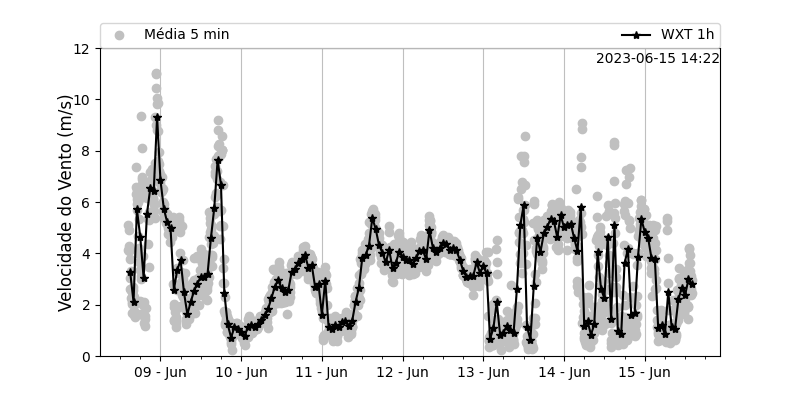 Média 5 min
WXT 1h
2023-06-15 14:22
Velocidade do Vento (m/s)
12
10
8
6
4
2
0
09 - Jun
10 - Jun
11 - Jun
12 - Jun
13 - Jun
14 - Jun
15 - Jun